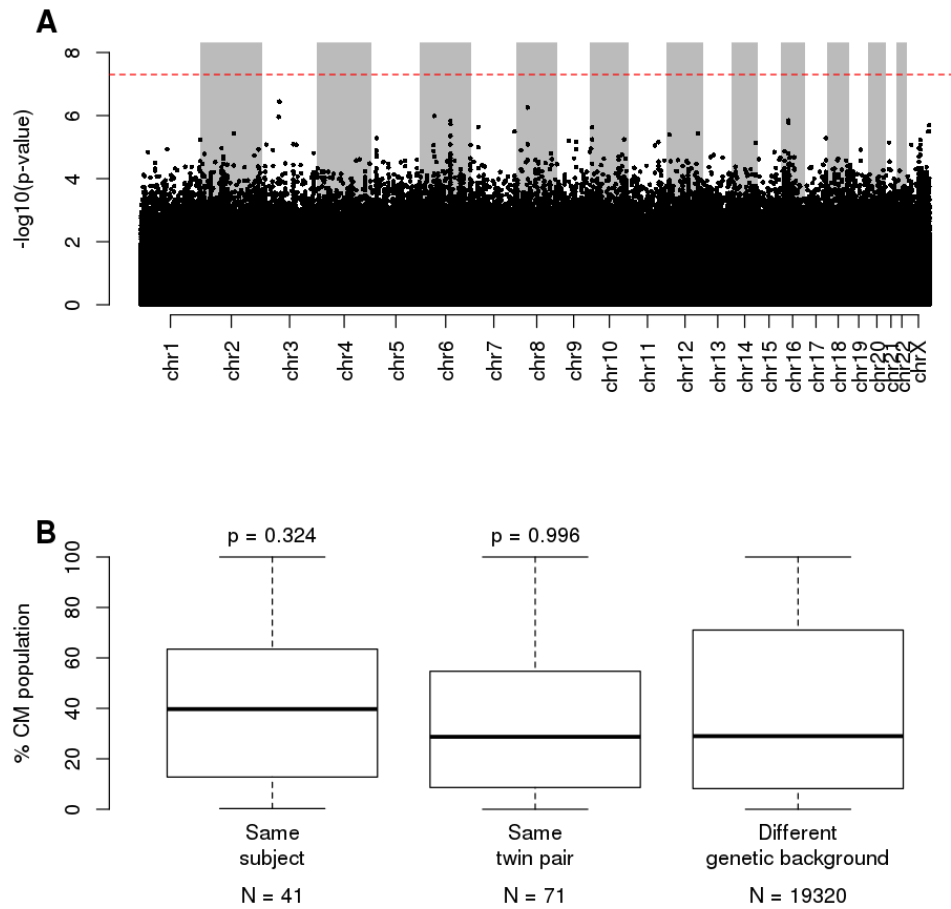 A
8
6
4
2
0
-log10(p-value)
chr1
chr2
chr3
chr4
chr5
chr6
chr7
chr8
chr9
chr10
chr11
chr12
chr13
chr14
chr15
chr16
chr17
chr18
chr19
chr20
chr21
chr22
chrX
B
p = 0.324
p = 0.996
100
80
60
40
20
0
% CM population
Same
subject
N = 41
Same
twin pair
N = 71
Different
genetic background
N = 19320